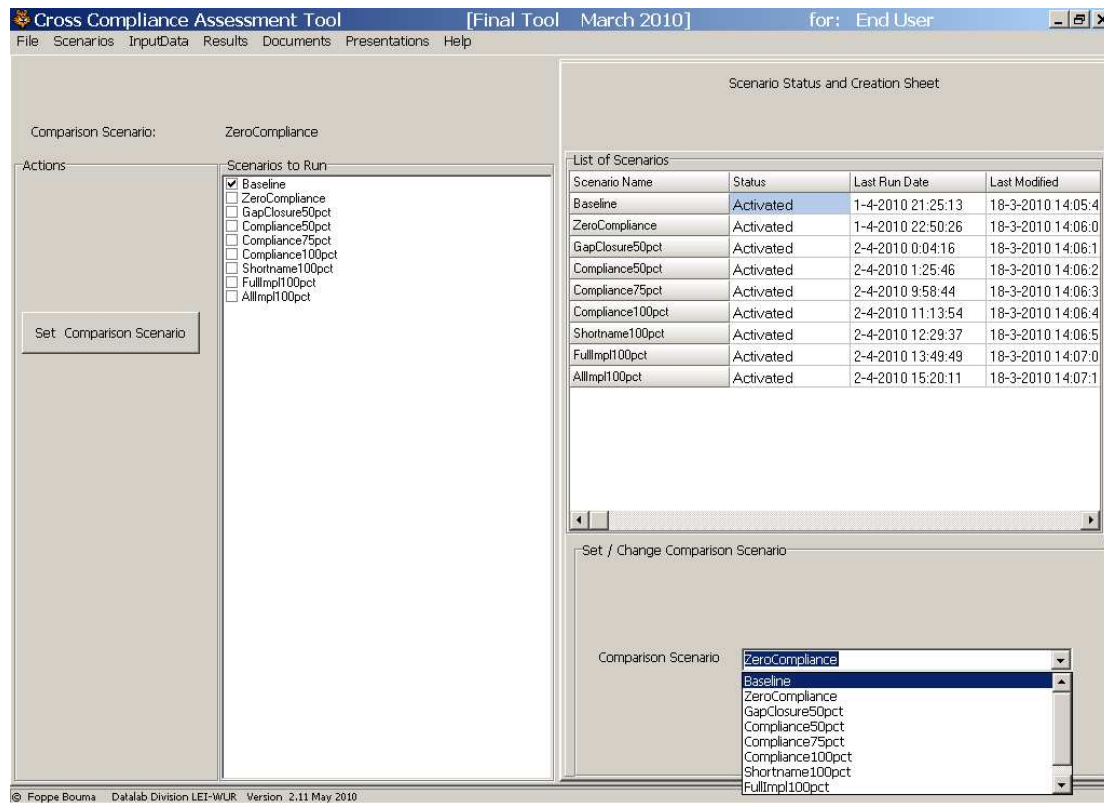 Cross Compliance Assessment Tool [Final Tool March 2010] for: End User
File Scenarios InputData Results Documents Presentations Help
Comparison Scenario: ZeroCompliance
Actions
Set Comparison Scenario
Scenarios to Run
Baseline
ZeroCompliance
GapClosure50pct
Compliance50pct
Compliance75pct
Compliance100pct
Shortname100pct
FullImpl100pct
AllImpl100pct
Scenario Status and Creation Sheet
List of Scenarios
Scenario Name Status Last Run Date Last Modified
Baseline Activated 1-4-2010 21:25:13 18-3-2010 14:05:4
ZeroCompliance Activated 1-4-2010 22:50:26 18-3-2010 14:06:0
GapClosure50pct Activated 2-4-2010 0:04:16 18-3-2010 14:06:1
Compliance50pct Activated 2-4-2010 1:25:46 18-3-2010 14:06:2
Compliance75pct Activated 2-4-2010 9:58:44 18-3-2010 14:06:3
Compliance100pct Activated 2-4-2010 11:13:54 18-3-2010 14:06:4
Shortname100pct Activated 2-4-2010 12:29:37 18-3-2010 14:06:5
FullImpl100pct Activated 2-4-2010 13:49:49 18-3-2010 14:07:0
AllImpl100pct Activated 2-4-2010 15:20:11 18-3-2010 14:07:1
Set / Change Comparison Scenario
Comparison Scenario ZeroCompliance
Baseline
ZeroCompliance
GapClosure50pct
Compliance50pct
Compliance75pct
Compliance100pct
Shortname100pct
FullImpl100pct
© Foppe Bouma Datalab Division LEI-WUR Version 2.11 May 2010